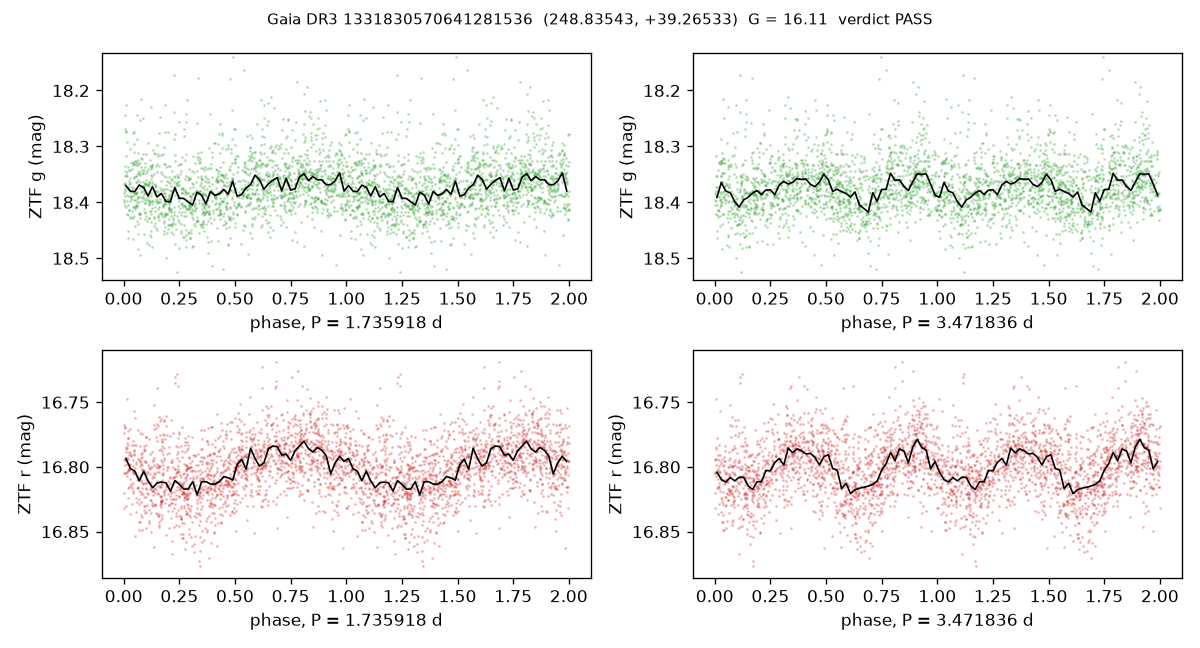 Gaia DR3 1331830570641281536 (248.83543, +39.26533) G = 16.11 verdict PASS
ZTF g (mag)
18.2
18.3
18.4
18.5
0.00 0.25 0.50 0.75 1.00 1.25 1.50 1.75 2.00
phase, P = 1.735918 d
ZTF g (mag)
18.2
18.3
18.4
18.5
0.00 0.25 0.50 0.75 1.00 1.25 1.50 1.75 2.00
phase, P = 3.471836 d
ZTF r (mag)
16.75
16.80
16.85
0.00 0.25 0.50 0.75 1.00 1.25 1.50 1.75 2.00
phase, P = 1.735918 d
ZTF r (mag)
16.75
16.80
16.85
0.00 0.25 0.50 0.75 1.00 1.25 1.50 1.75 2.00
phase, P = 3.471836 d